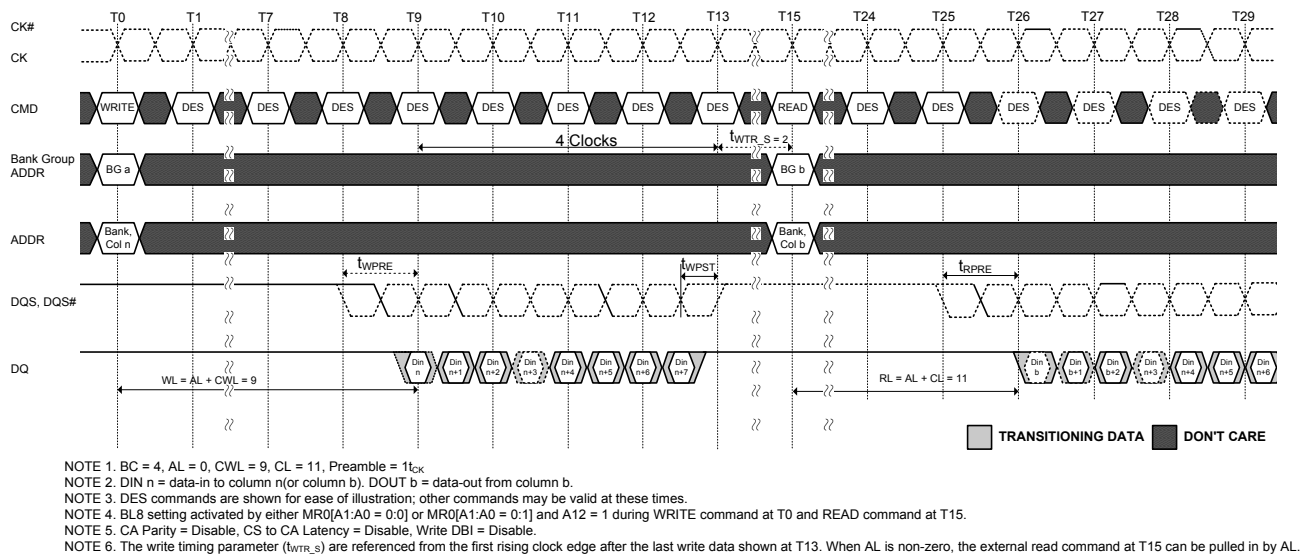 T0 T1 T7 T8 T9 T10 T11 T12 T13 T15 T24 T25 T26 T27 T28 T29
CK#
CK
CMD WRITE DES DES DES DES DES DES DES DES READ DES DES DES DES DES DES
4 Clocks tWTR_S = 2
Bank Group
ADDR
BG a BG b
ADDR
Bank, Col n
Bank, Col b
tWPRE tWPST tRPRE
DQS, DQS#
DQ
Din n
Din n+1
Din n+2
Din n+3
Din n+4
Din n+5
Din n+6
Din n+7
Din b
Din b+1
Din b+2
Din n+3
Din n+4
Din n+5
Din n+6
WL = AL + CWL = 9
RL = AL + CL = 11
TRANSITIONING DATA DON'T CARE
NOTE 1. BC = 4, AL = 0, CWL = 9, CL = 11, Preamble = 1tCK
NOTE 2. DIN n = data-in to column n(or column b). DOUT b = data-out from column b.
NOTE 3. DES commands are shown for ease of illustration; other commands may be valid at these times.
NOTE 4. BL8 setting activated by either MR0[A1:A0 = 0:0] or MR0[A1:A0 = 0:1] and A12 = 1 during WRITE command at T0 and READ command at T15.
NOTE 5. CA Parity = Disable, CS to CA Latency = Disable, Write DBI = Disable.
NOTE 6. The write timing parameter (tWTR_S) are referenced from the first rising clock edge after the last write data shown at T13. When AL is non-zero, the external read command at T15 can be pulled in by AL.